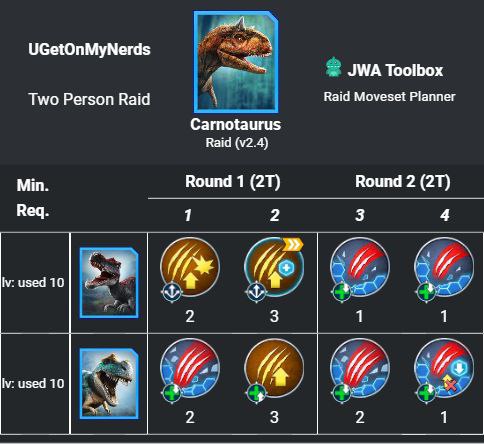 UGetOnMyNerds
JWA Toolbox
Two Person Raid
Raid Moveset Planner
Carnotaurus
Raid (v2.4)
Min.
Req.
Round 1 (2T)
Round 2 (2T)
1
2
3
4
lv: used 10
2
3
1
1
lv: used 10
2
3
2
1